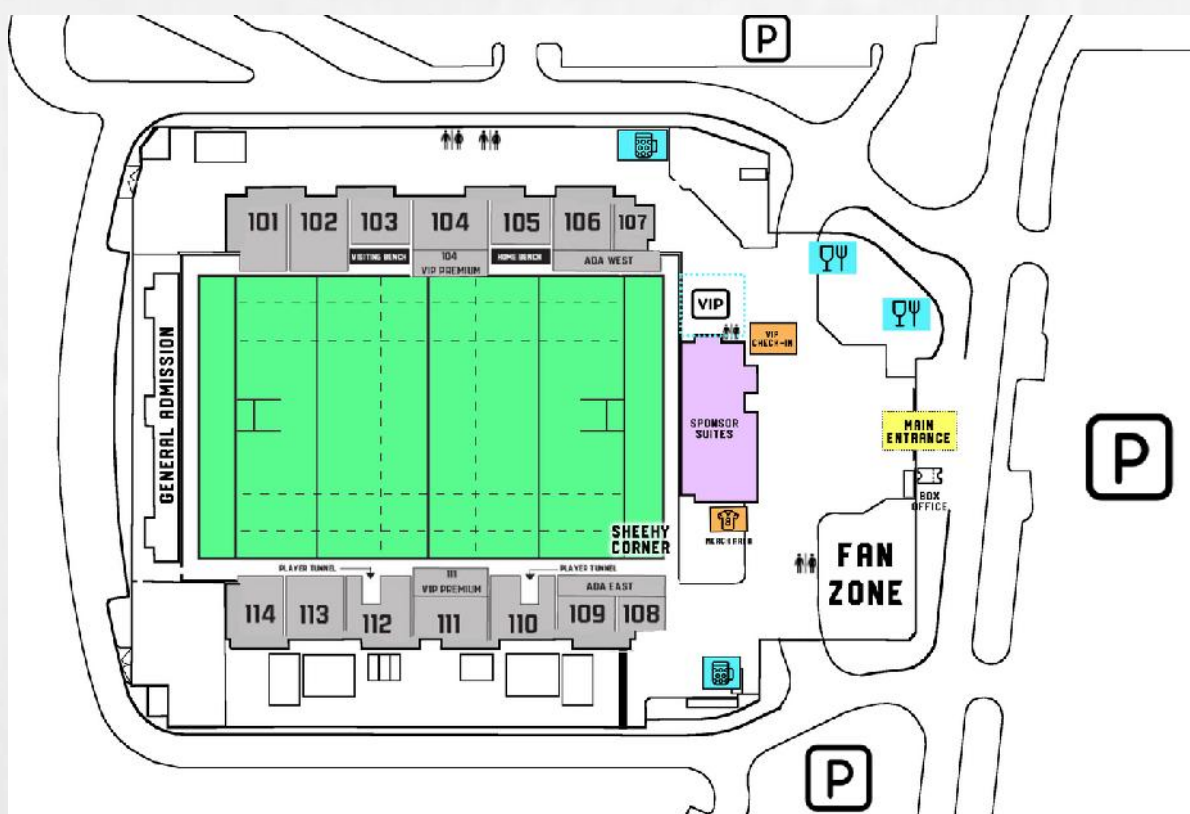 P
101
102
103
104
105
106
107
VISITING BENCH
104
VIP PREMIUM
HOME BENCH
ADA WEST
GENERAL ADMISSION
VIP
VIP
CHECK-IN
SPONSOR
SUITES
MAIN
ENTRANCE
P
BOX
OFFICE
MERCH AREA
SHEEHY
CORNER
FAN
ZONE
PLAYER TUNNEL
PLAYER TUNNEL
111
VIP PREMIUM
ADA EAST
114
113
112
111
110
109
108
P